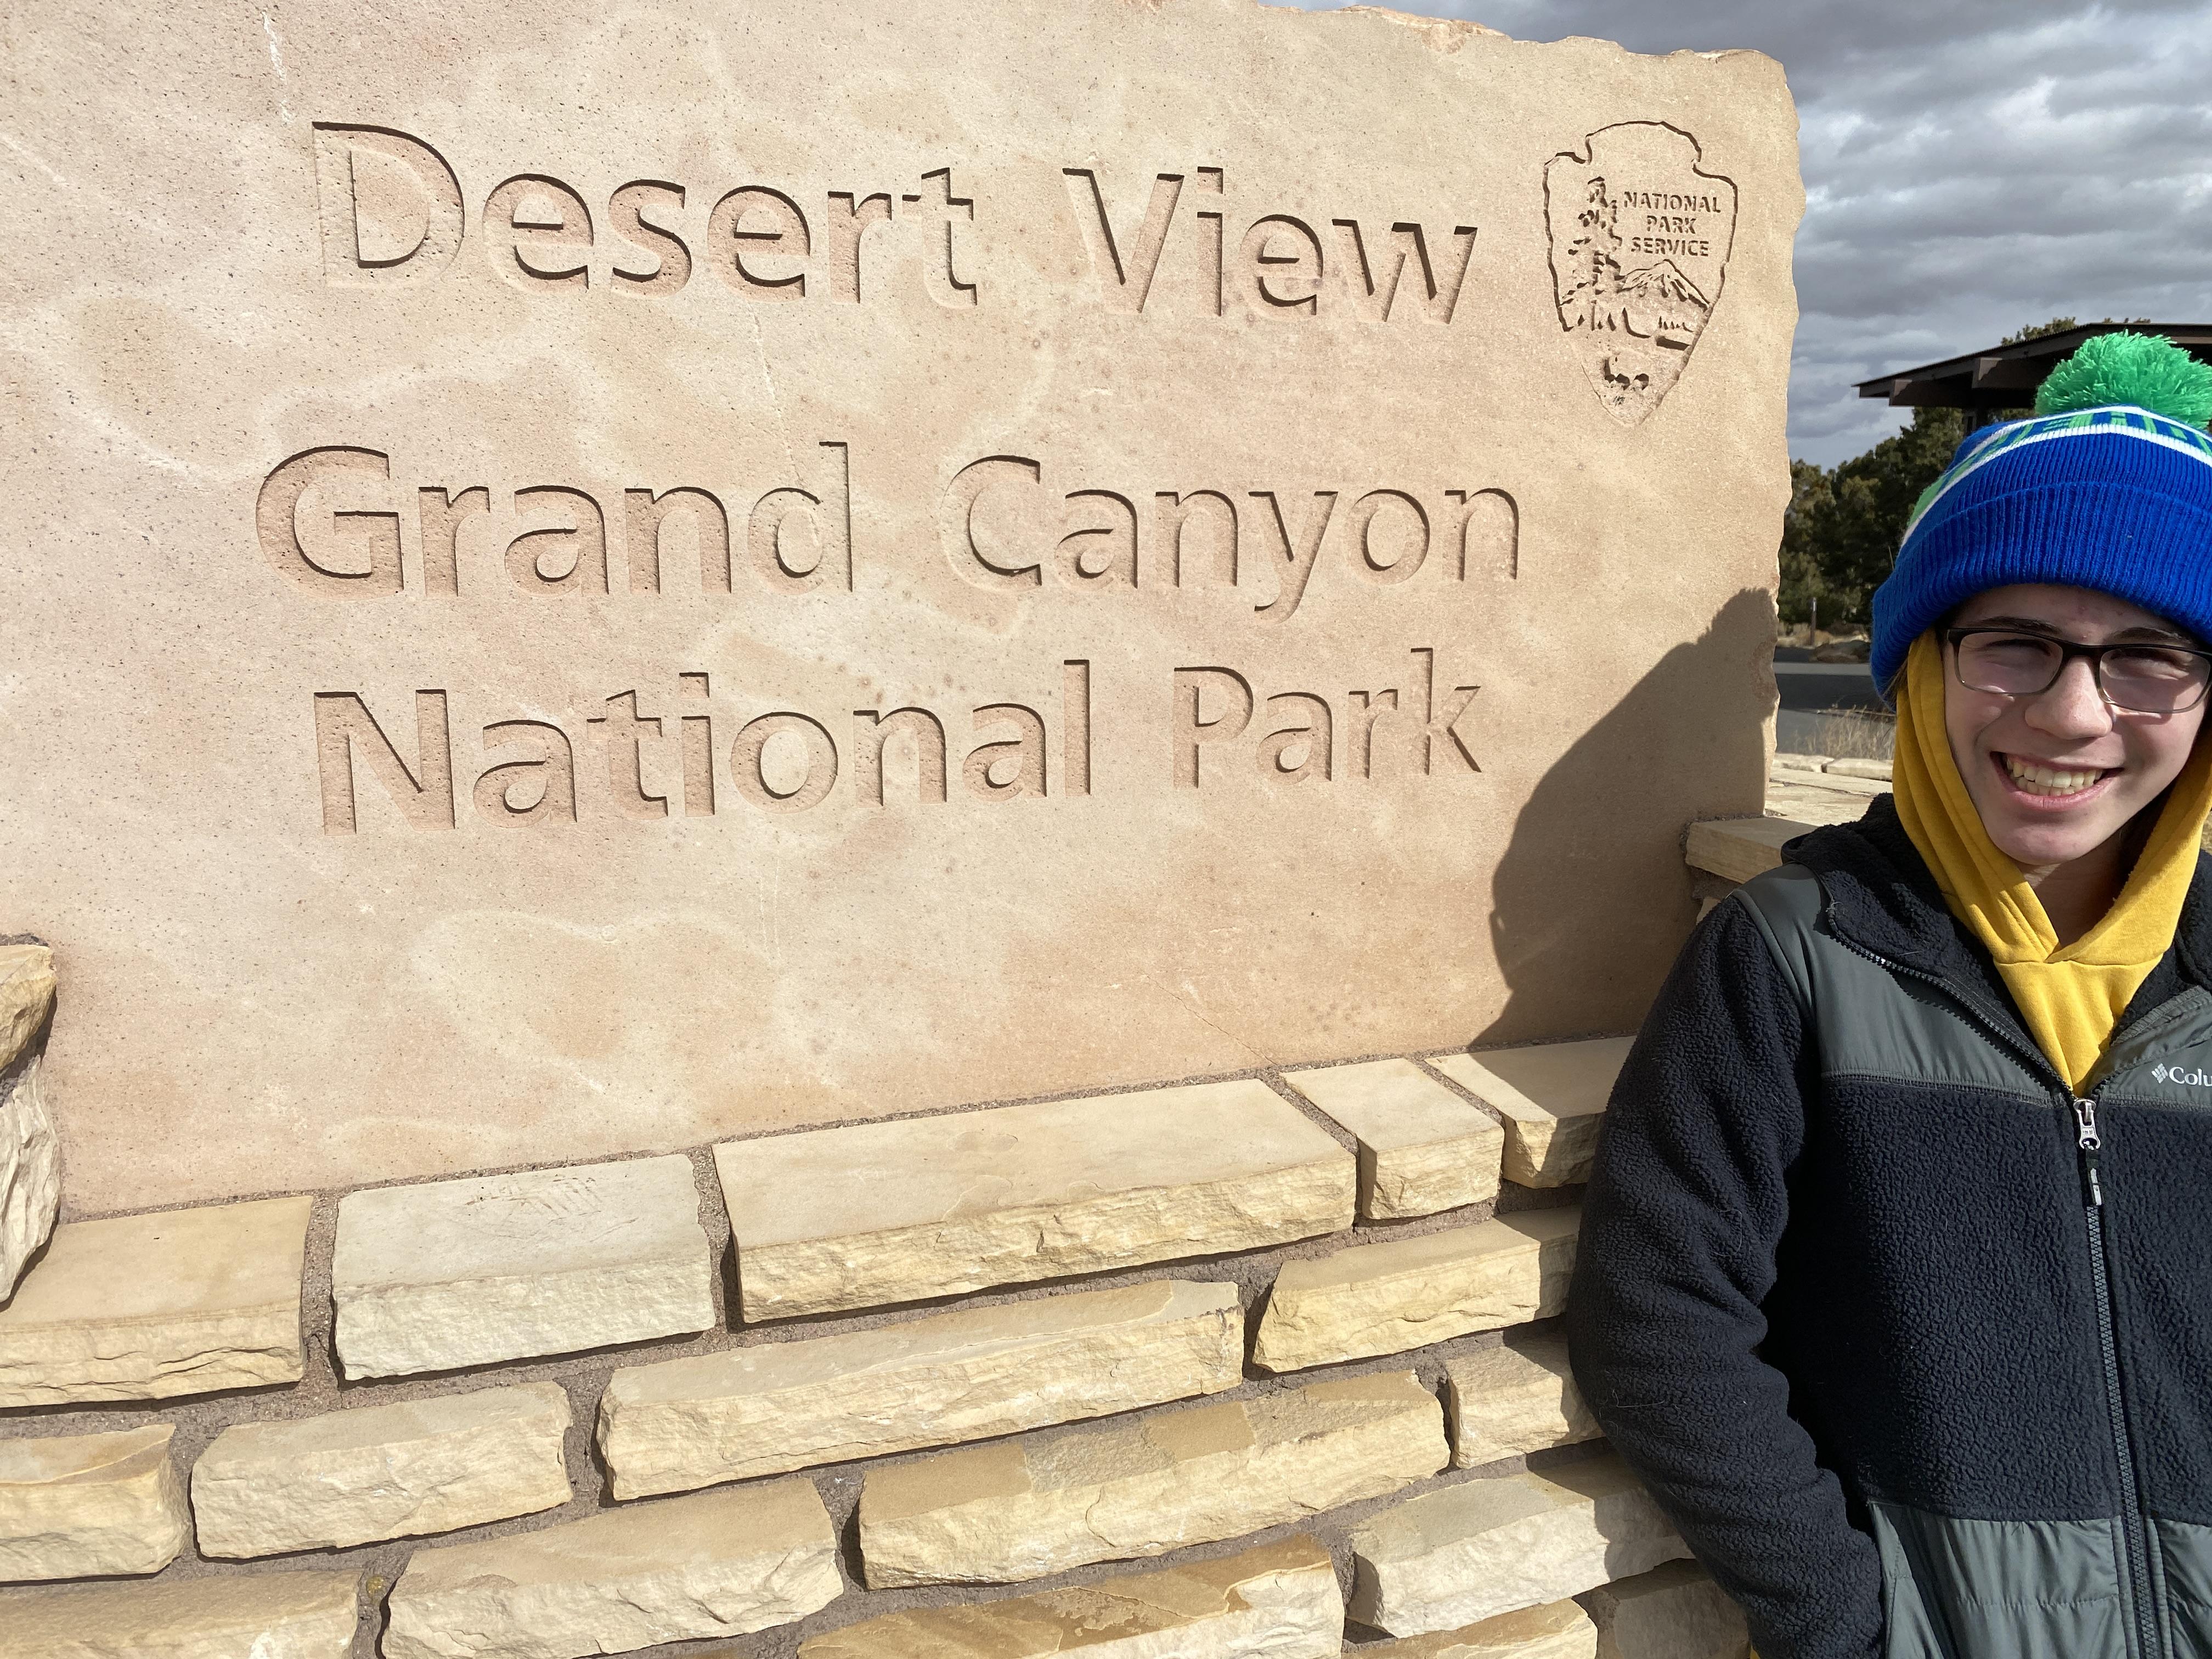 Desert View
NATIONAL
PARK
SERVICE
Grand Canyon
National Park
Colu